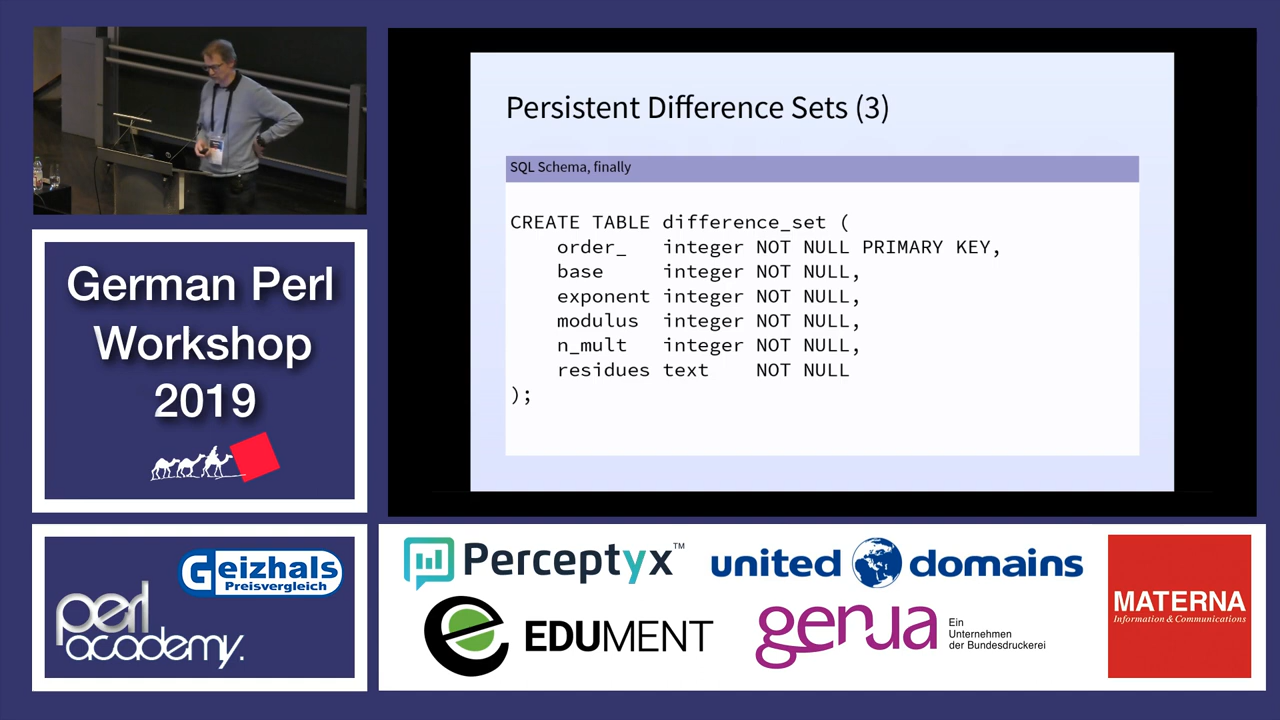 Persistent Difference Sets (3)
SQL Schema, finally
CREATE TABLE difference_set (
    order_   integer NOT NULL PRIMARY KEY,
    base     integer NOT NULL,
    exponent integer NOT NULL,
    modulus  integer NOT NULL,
    n_mult   integer NOT NULL,
    residues text    NOT NULL
);
German Perl
Workshop
2019
Geizhals
Preisvergleich
perl
academy.
Perceptyx™
united domains
EDUMENT
genua
Ein
Unternehmen
der Bundesdruckerei
MATERNA
Information & Communications